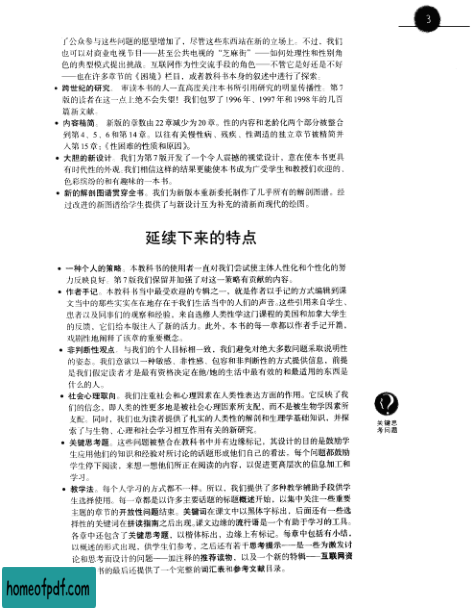 3
了公众参与这些问题的愿望增加了，尽管这些东西站在新的立场上。不过，我们
也可以对商业电视节目——甚至公共电视的“芝麻街”——如何处理性和性别角
色的典型模式提出挑战。互联网作为性交流手段的角色——不管它是好还是不好
——也在许多章节的《困境》栏目，或者教科书本身的叙述中进行了探索。
• 跨世纪的研究。 审读本书的人一直高度关注本书所引用研究的明显传播性。第7
版的读者在这一点上绝不会失望！我们包罗了1996年、1997年和1998年的几百
篇新文献。
• 内容精简。 新版的章数由22章减少为20章，性的内容和老龄化两个部分被整合
到第4、5、6和第14章。以往有关慢性病、残疾、性调适的独立章节被精简并
入第15章：《性困难的性质和原因》。
• 大胆的新设计。我们为第7版开发了一个令人震撼的视觉设计，意在使本书更具
有时代性的外观。我们相信这样的结果更能使本书成为广受学生和教授们欢迎的、
色彩缤纷的和有趣味的一本书。
• 新的解剖图谱贯穿全书。我们为新版本重新委托制作了几乎所有的解剖图谱，经
过改进的新图谱给学生提供了与新设计互为补充的清新而现代的绘图。
延续下来的特点
• 一种个人的策略。本教科书的使用者一直对我们尝试使主体人性化和个性化的努
力反映良好。第7版我们保留并加强了对这一策略有贡献的内容。
• 作者手记。本教科书当中最受欢迎的专辑之一，就是作者以手记的方式编辑到课
文当中的那些实实在在地存在于我们生活当中的人们的声音。这些引用来自学生、
患者以及同事们的观察和经验，来自选修人类性学这门课程的美国和加拿大学生
的反馈，它们给本版注入了新的活力。此外，本书的每一章都以作者手记开篇，
戏剧性地阐释了该章的重要概念。
• 非判断性观点。与我们的个人目标相一致，我们避免对绝大多数问题采取说明性
的姿态。我们意欲以一种敏感、非性感、包容和非判断性的方式提供信息，前提
是我们假定读者才是最有资格决定在他/她的生活中最有效的和最适用的东西是
什么的人。
• 社会心理取向。我们注重社会和心理因素在人类性表达方面的作用。它反映了我
们的信念，即人类的性更多地是被社会心理因素所支配，而不是被生物学因素所
支配。同时，我们也为读者提供了扎实的人类性的解剖和生理学基础知识，并探
索了与生物、心理和社会学习相互作用有关的新研究。
• 关键思考题。这些问题被整合在教科书中并有边缘标记，其设计的目的是鼓励学
生应用他们的知识和经验对所讨论的话题形成他们自己的看法，每个问题都鼓励
学生停下阅读，来想一想他们所正在阅读的内容，以促进更高层次的信息加工和
学习。
关键思
考问题
• 教学法。每个人学习的方式都不一样。所以，我们提供了多种教学辅助手段供学
生选择使用。每一章都是以许多主要话题的标题概述开始，以集中关注一些重要
主题的章节的开放性问题结束。关键词在课文中以黑体字标出，后面还有一些选
择性的关键词在拼读指南之后出现。课文边缘的流行语是一个有助于学习的工具。
各章中还包含了关键思考题，以楷体标出，边缘上有标记。每章中包括有小结，
以概述的形式出现，供学生们参考。之后还有若干思考提示——是一些为激发讨
论和思考而设计的问题——加注释的推荐读物，以及一个新的特辑——互联网资
书的最后还提供了一个完整的词汇表和参考文献目录。
homeofpdf.com